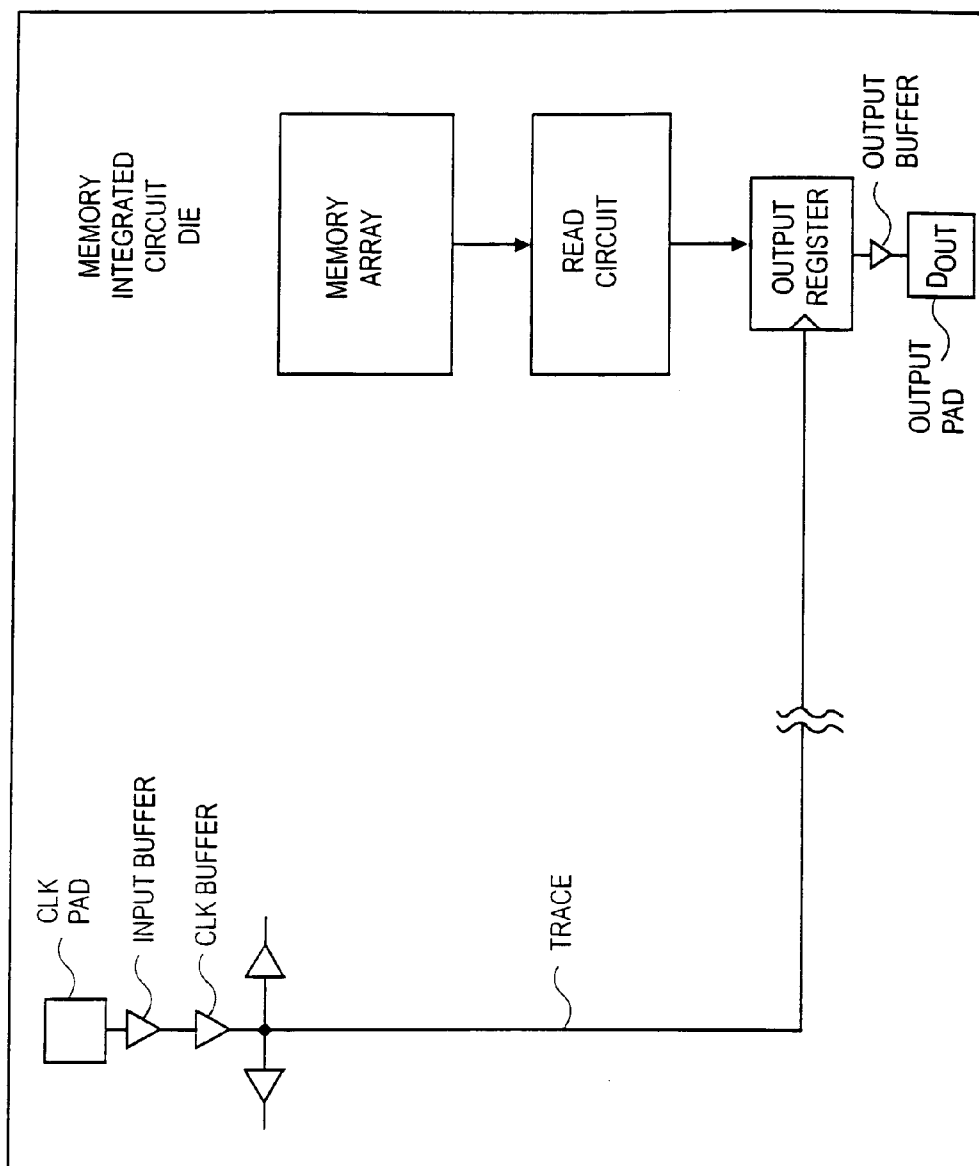 MEMORY
INTEGRATED
CIRCUIT
DIE
MEMORY
ARRAY
READ
CIRCUIT
OUTPUT
REGISTER
OUTPUT
BUFFER
DOUT
OUTPUT
PAD
CLK
PAD
INPUT BUFFER
CLK BUFFER
TRACE